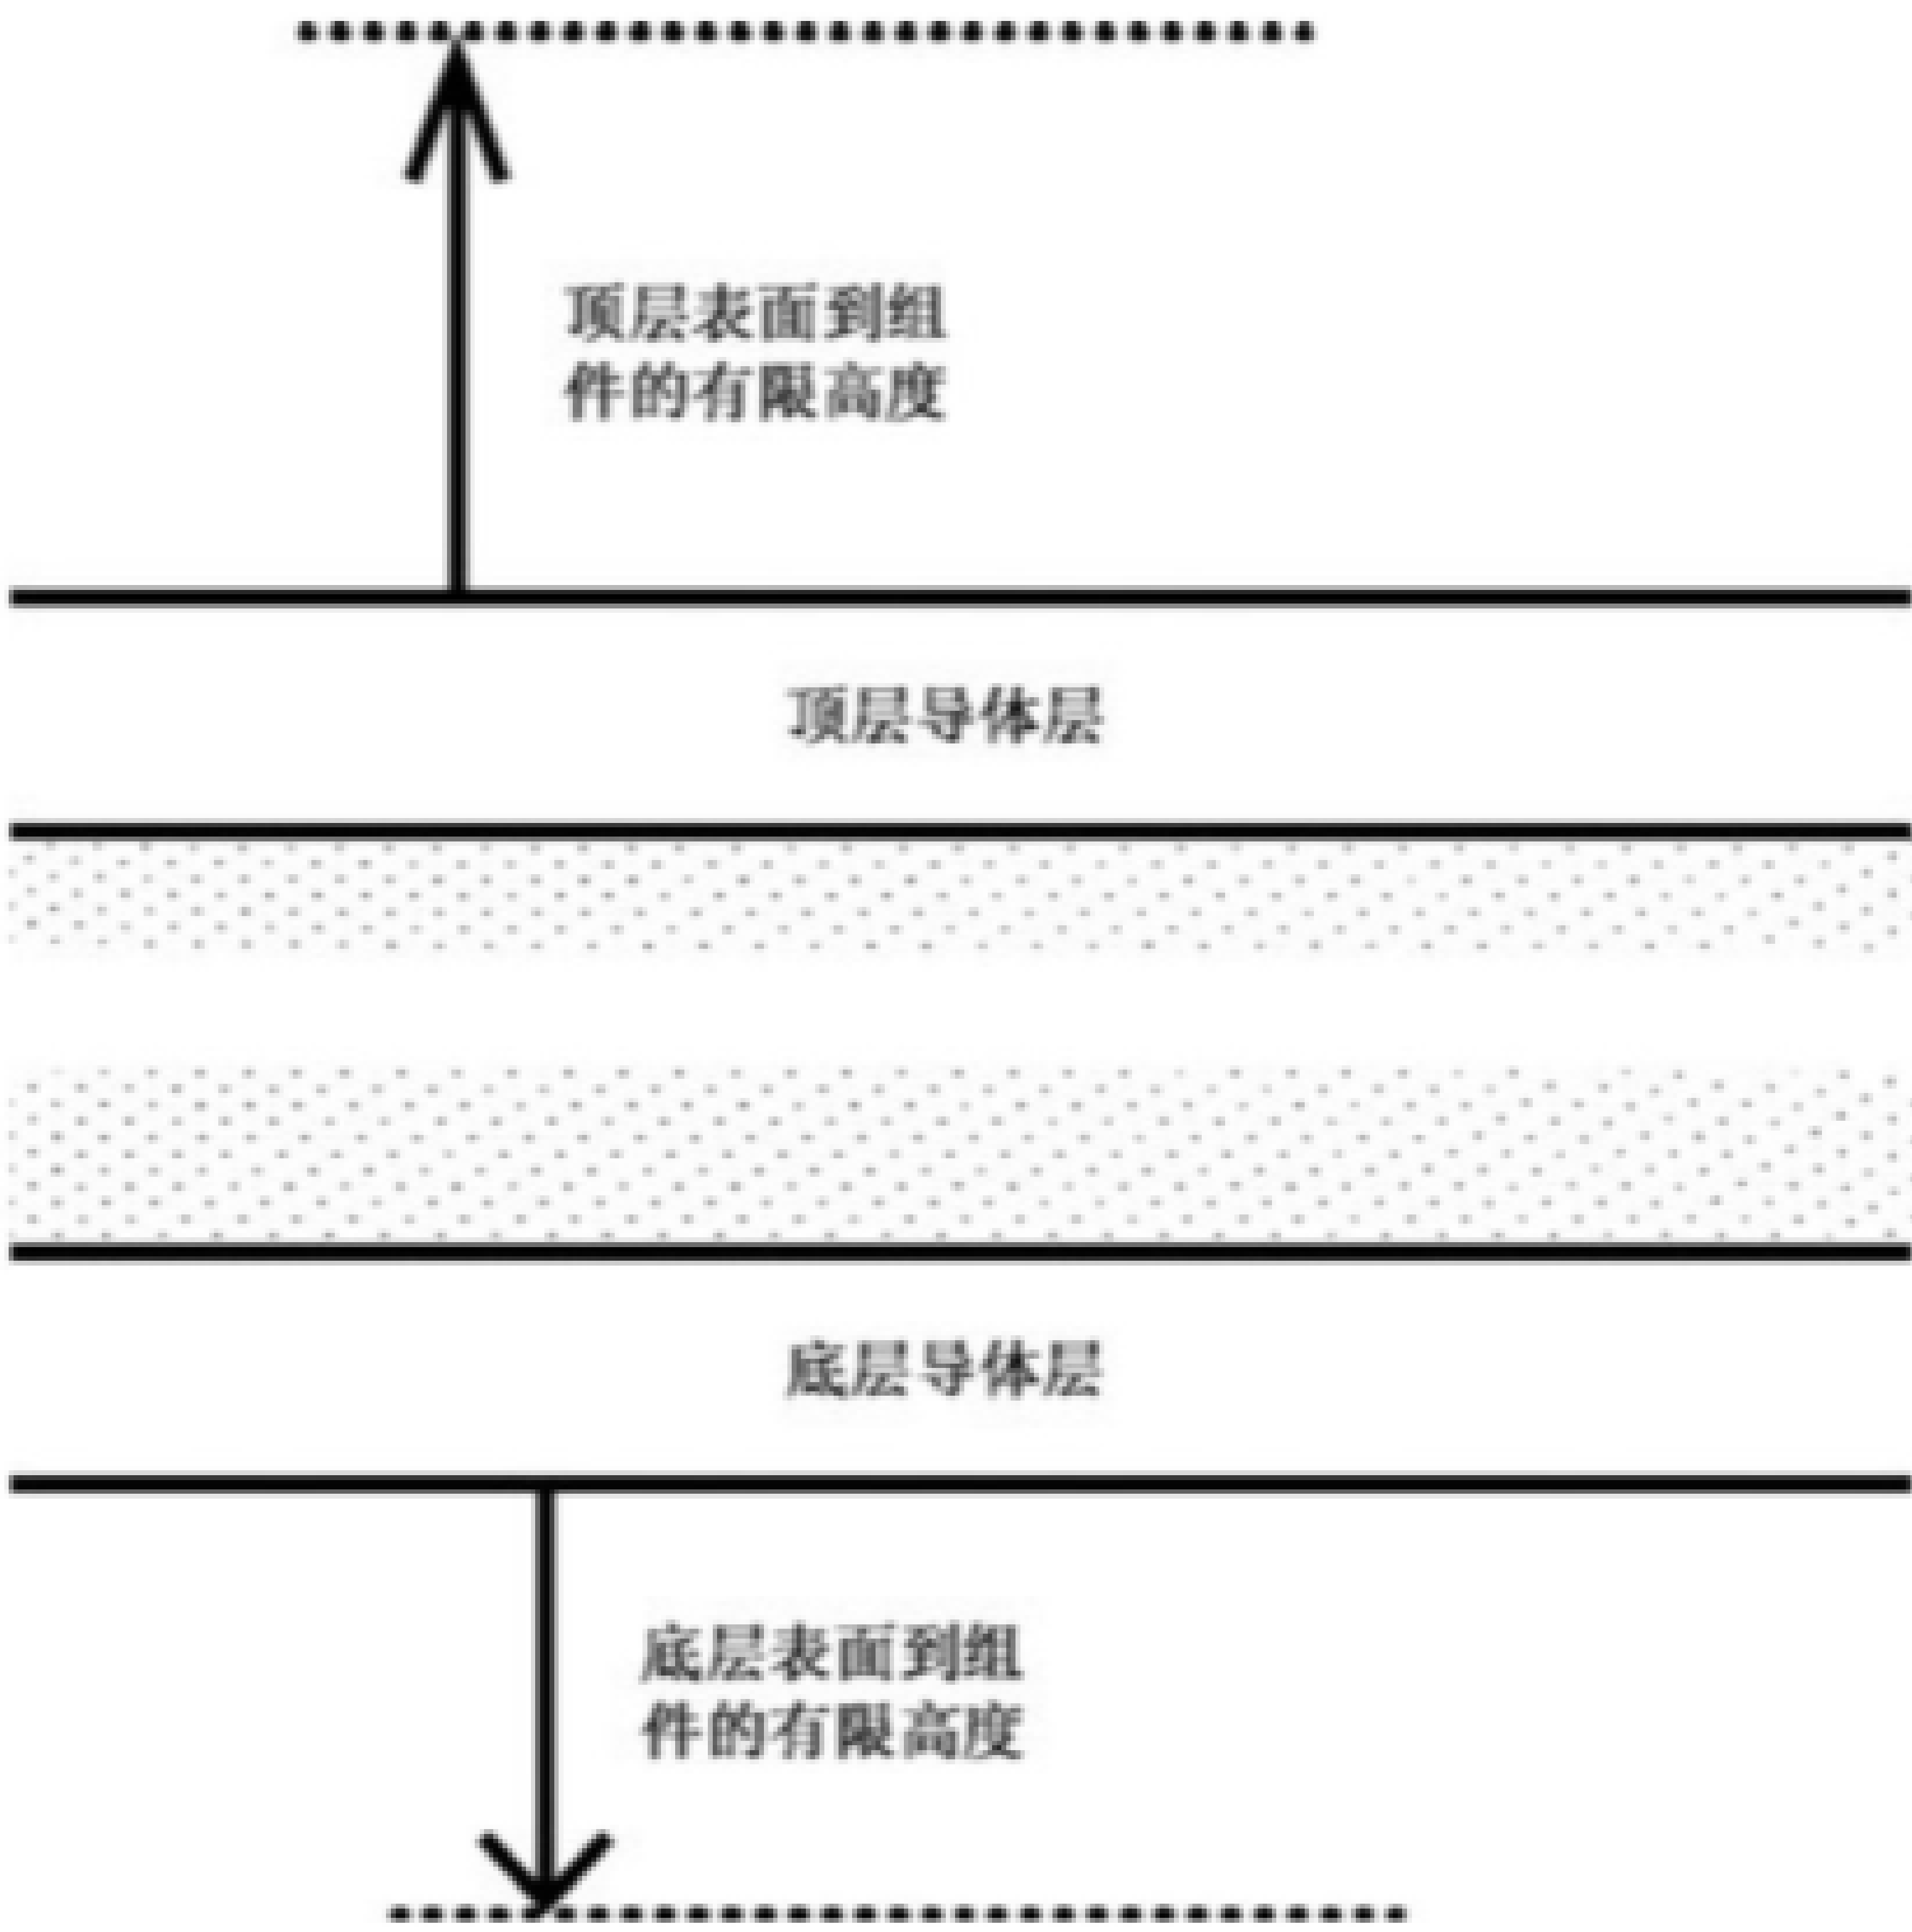 顶层表面到组
件的有限高度
顶层导体层
底层导体层
底层表面到组
件的有限高度